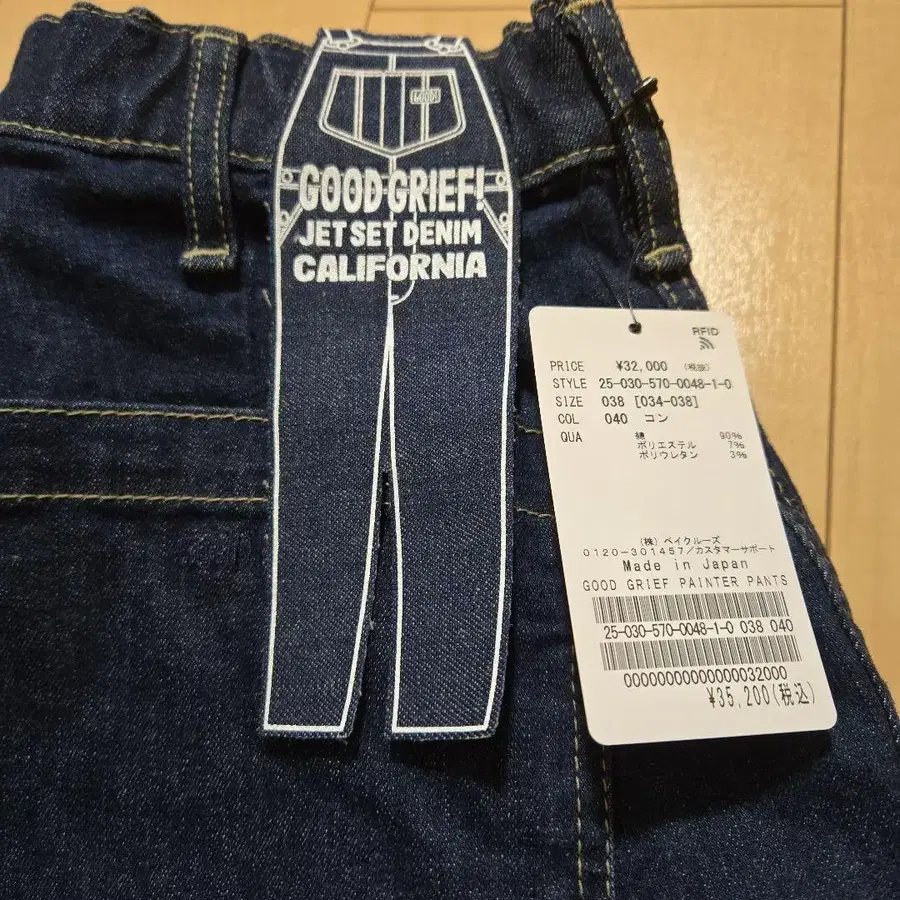 GOOD GRIEF!
JET SET DENIM
CALIFORNIA
RFID
PRICE ¥32,000 (税抜)
STYLE 25-030-570-0048-1-0
SIZE 038 [034-038]
COL 040 コン
QUA 綿 90%
ポリエステル 7%
ポリウレタン 3%
(株)ベイクルーズ
0120-301457/カスタマーサポート
Made in Japan
GOOD GRIEF PAINTER PANTS
25-030-570-0048-1-0 038 040
00000000000000032000
¥35,200(税込)